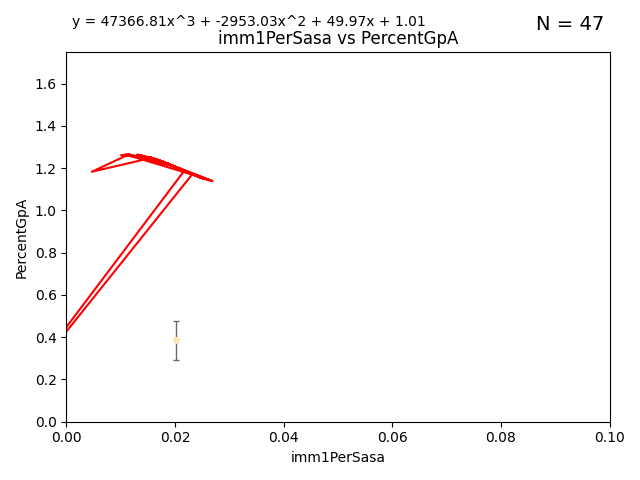 y = 47366.81x^3 + -2953.03x^2 + 49.97x + 1.01
N = 47
imm1PerSasa vs PercentGpA
PercentGpA
1.6
1.4
1.2
1.0
0.8
0.6
0.4
0.2
0.0
0.00 0.02 0.04 0.06 0.08 0.10
imm1PerSasa